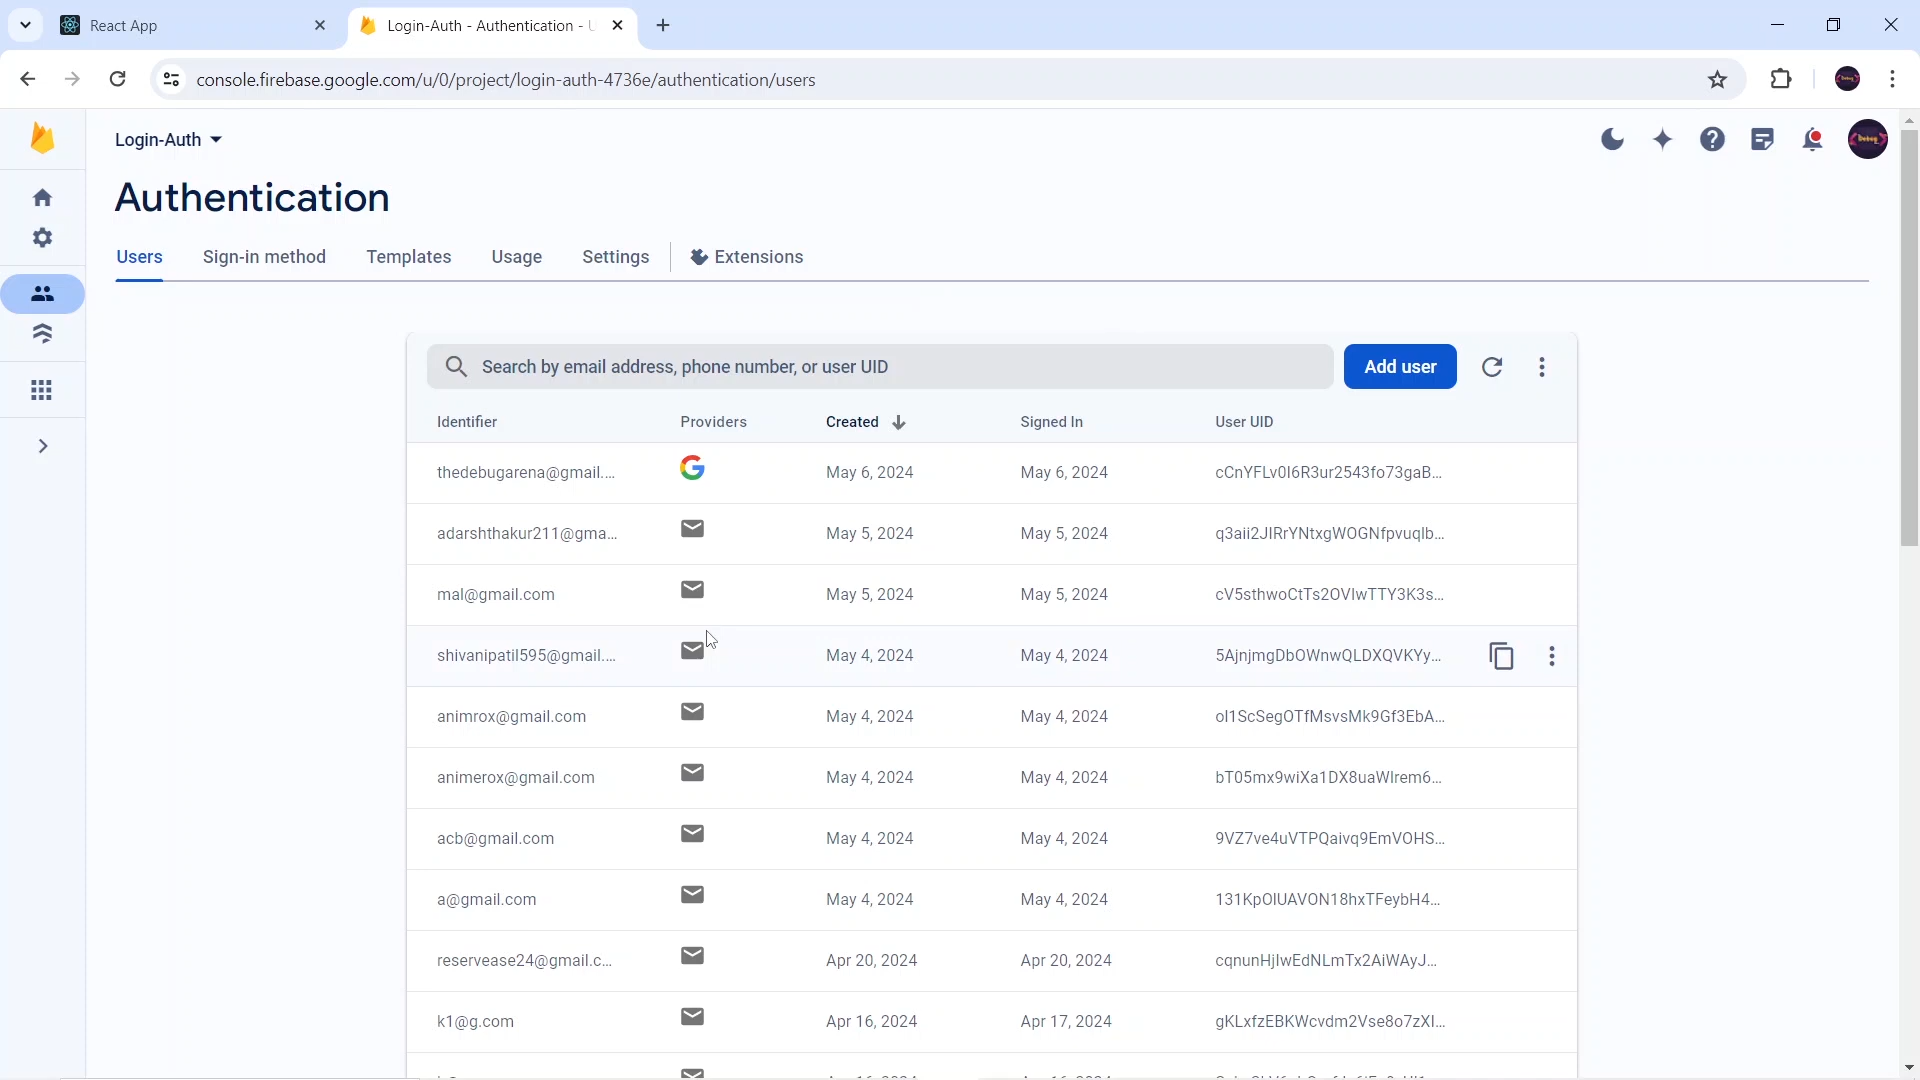 React App
Login-Auth - Authentication - U
console.firebase.google.com/u/0/project/login-auth-4736e/authentication/users
Login-Auth
Authentication
Users Sign-in method Templates Usage Settings Extensions
Search by email address, phone number, or user UID Add user
Identifier Providers Created Signed In User UID
thedebugarena@gmail.... May 6, 2024 May 6, 2024 cCnYFLv0I6R3ur2543fo73gaB...
adarshthakur211@gma... May 5, 2024 May 5, 2024 q3aii2JIRrYNtxgWOGNfpvuqlb...
mal@gmail.com May 5, 2024 May 5, 2024 cV5sthwoCtTs2OVIwTTY3K3s...
shivanipatil595@gmail.... May 4, 2024 May 4, 2024 5AjnjmgDbOWnwQLDXQVKYy...
animrox@gmail.com May 4, 2024 May 4, 2024 ol1ScSegOTfMsvsMk9Gf3EbA...
animerox@gmail.com May 4, 2024 May 4, 2024 bT05mx9wiXa1DX8uaWlrem6...
acb@gmail.com May 4, 2024 May 4, 2024 9VZ7ve4uVTPQaivq9EmVOHS...
a@gmail.com May 4, 2024 May 4, 2024 131KpOlUAVON18hxTFeybH4...
reservease24@gmail.c... Apr 20, 2024 Apr 20, 2024 cqnunHjlwEdNLmTx2AiWAyJ...
k1@g.com Apr 16, 2024 Apr 17, 2024 gKLxfzEBKWcvdm2Vse8o7zXI...